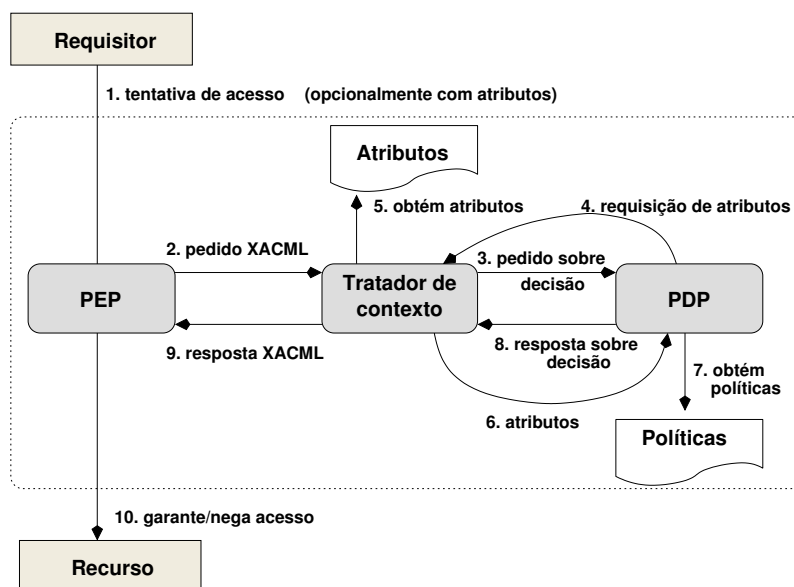 Requisitor
1. tentativa de acesso (opcionalmente com atributos)
Atributos
5. obtém atributos
4. requisição de atributos
2. pedido XACML
3. pedido sobre
decisão
PEP
Tratador de
contexto
PDP
9. resposta XACML
8. resposta sobre
decisão
7. obtém
políticas
6. atributos
Políticas
10. garante/nega acesso
Recurso